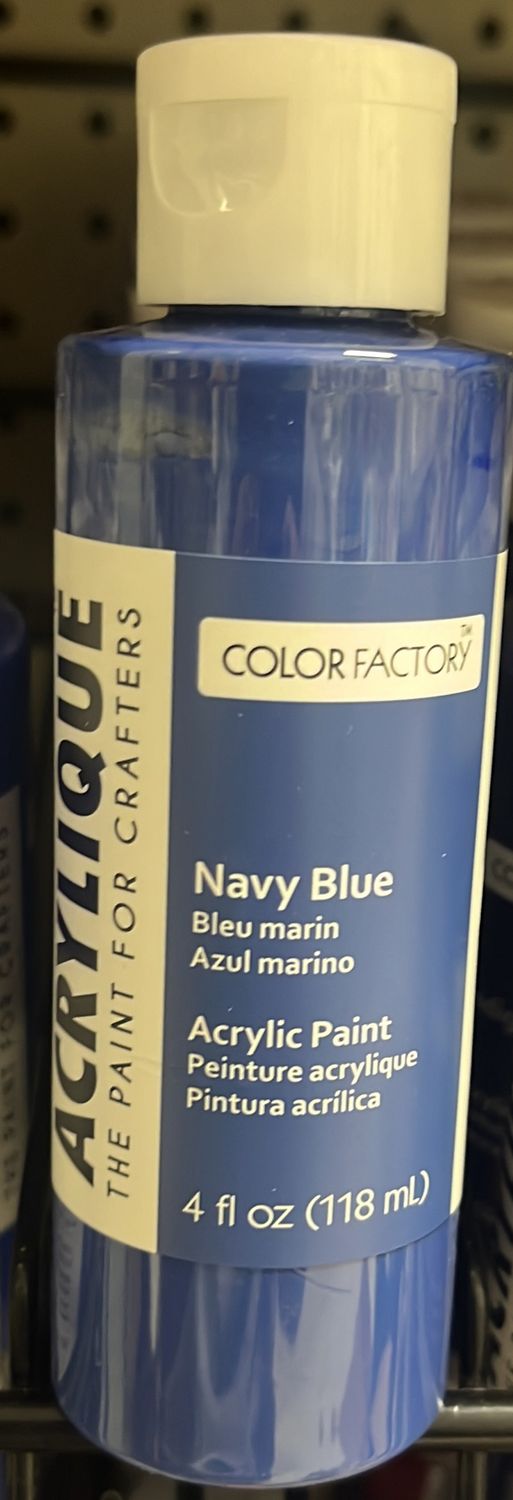 COLOR FACTORY™
ACRYLIQUE
THE PAINT FOR CRAFTERS
Navy Blue
Bleu marin
Azul marino
Acrylic Paint
Peinture acrylique
Pintura acrílica
4 fl oz (118 mL)